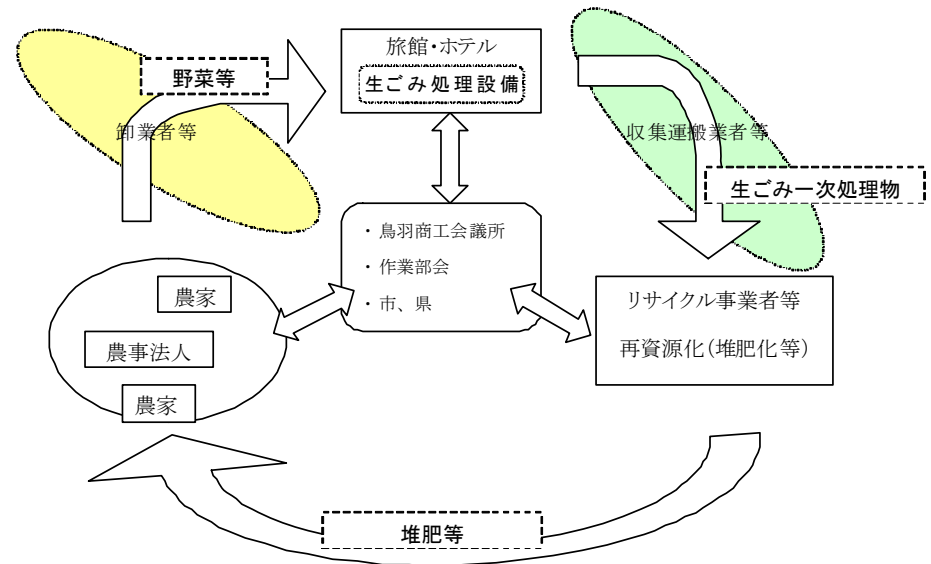 旅館・ホテル
生ごみ処理設備
野菜等
卸業者等
収集運搬業者等
生ごみ一次処理物
・鳥羽商工会議所
・作業部会
・市、県
農家
農事法人
農家
リサイクル事業者等
再資源化(堆肥化等)
堆肥等